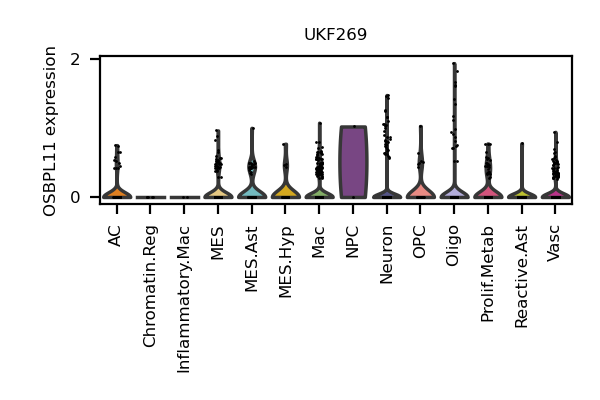 UKF269
OSBPL11 expression
2
0
AC
Chromatin.Reg
Inflammatory.Mac
MES
MES.Ast
MES.Hyp
Mac
NPC
Neuron
OPC
Oligo
Prolif.Metab
Reactive.Ast
Vasc